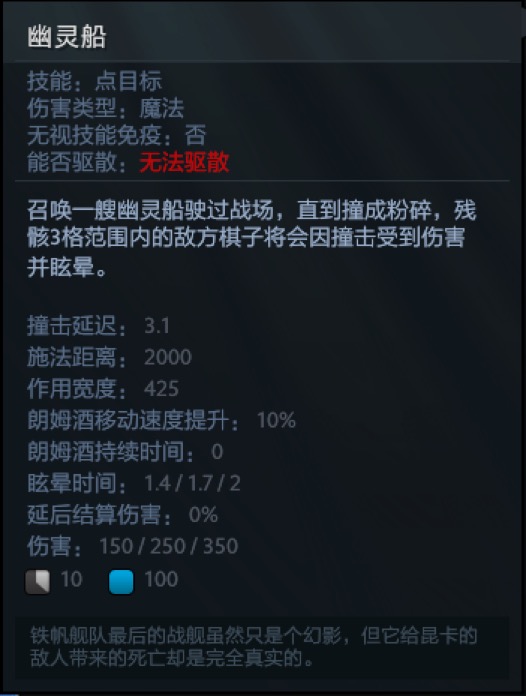 幽灵船
技能：点目标
伤害类型：魔法
无视技能免疫：否
能否驱散：无法驱散
召唤一艘幽灵船驶过战场，直到撞成粉碎，残
骸3格范围内的敌方棋子将会因撞击受到伤害
并眩晕。
撞击延迟：3.1
施法距离：2000
作用宽度：425
朗姆酒移动速度提升：10%
朗姆酒持续时间：0
眩晕时间：1.4 / 1.7 / 2
延后结算伤害：0%
伤害：150 / 250 / 350
10 100
铁帆舰队最后的战舰虽然只是个幻影，但它给昆卡的
敌人带来的死亡却是完全真实的。